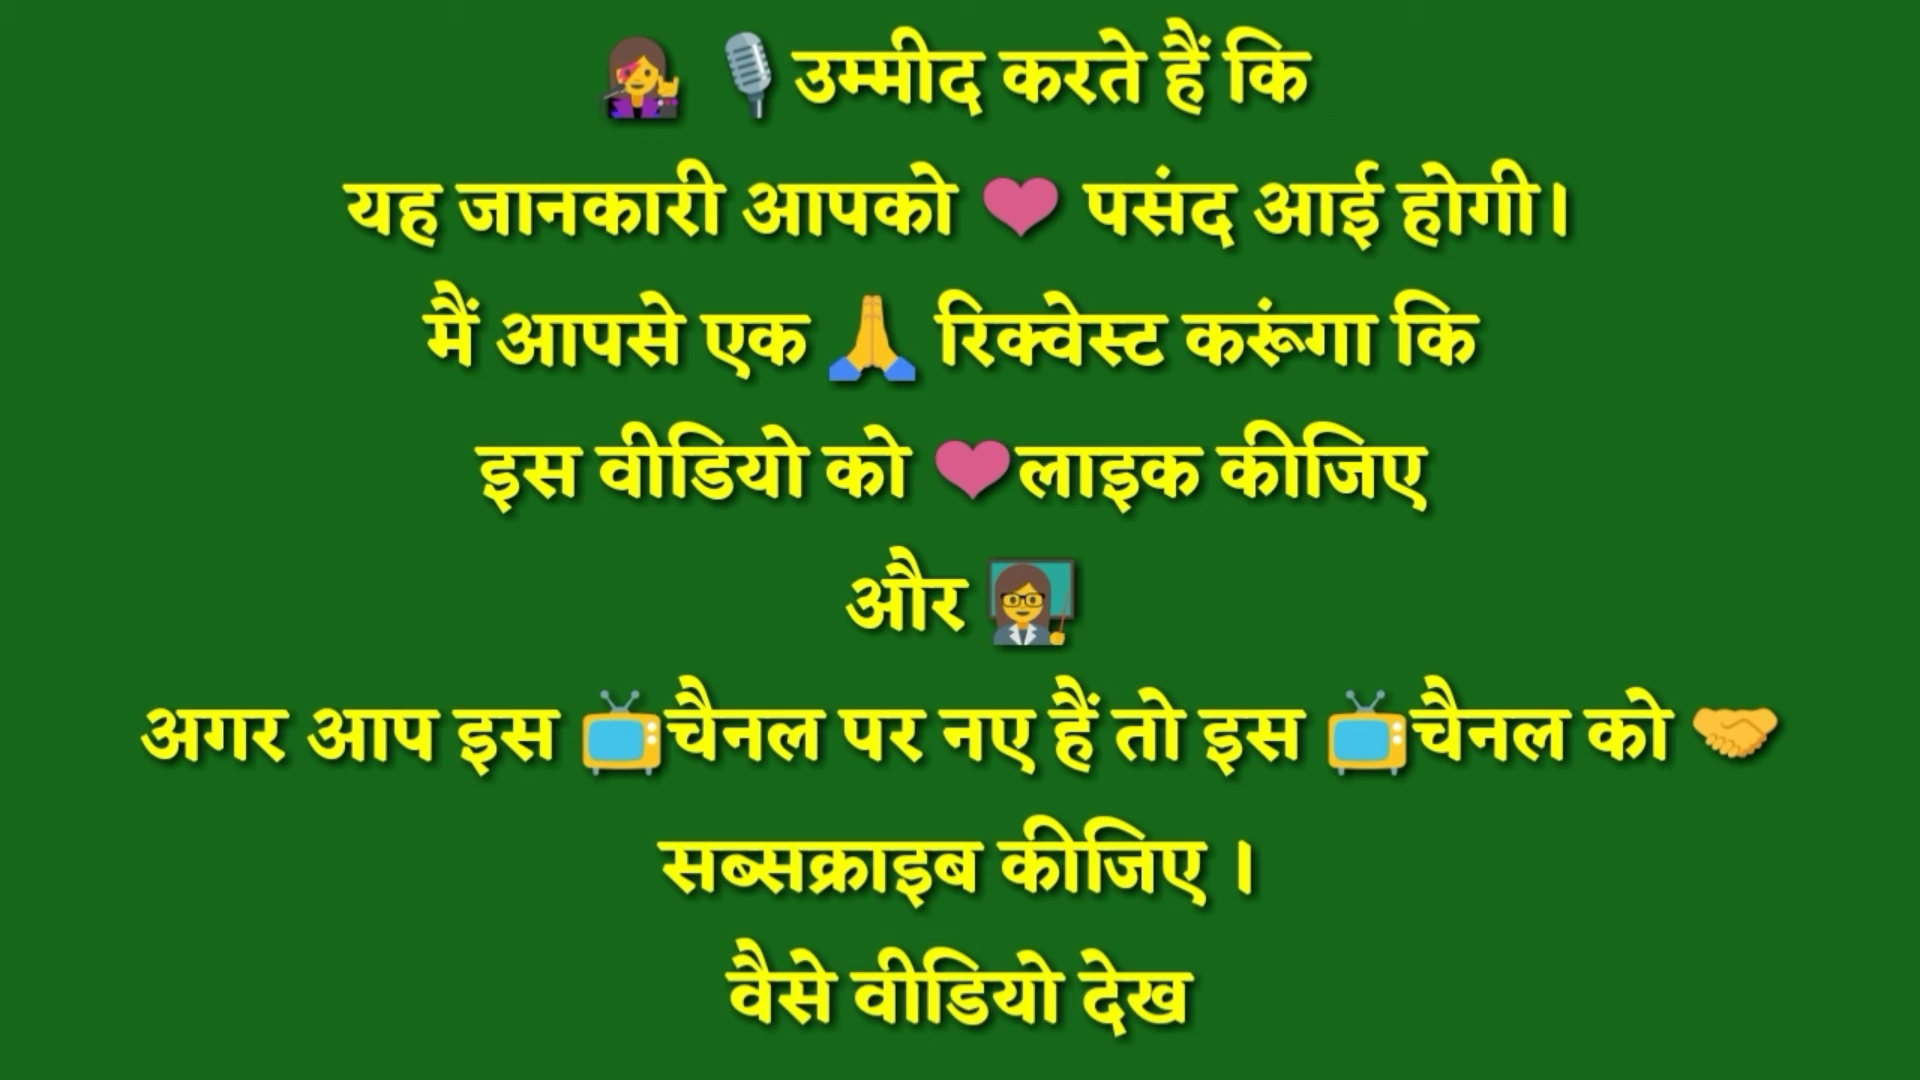 👩‍🎤 🎙️उम्मीद करते हैं कि
यह जानकारी आपको ❤ पसंद आई होगी।
मैं आपसे एक 🙏 रिक्वेस्ट करूंगा कि
इस वीडियो को ❤लाइक कीजिए
और 👩‍🏫
अगर आप इस 📺चैनल पर नए हैं तो इस 📺चैनल को 🤝
सब्सक्राइब कीजिए ।
वैसे वीडियो देख